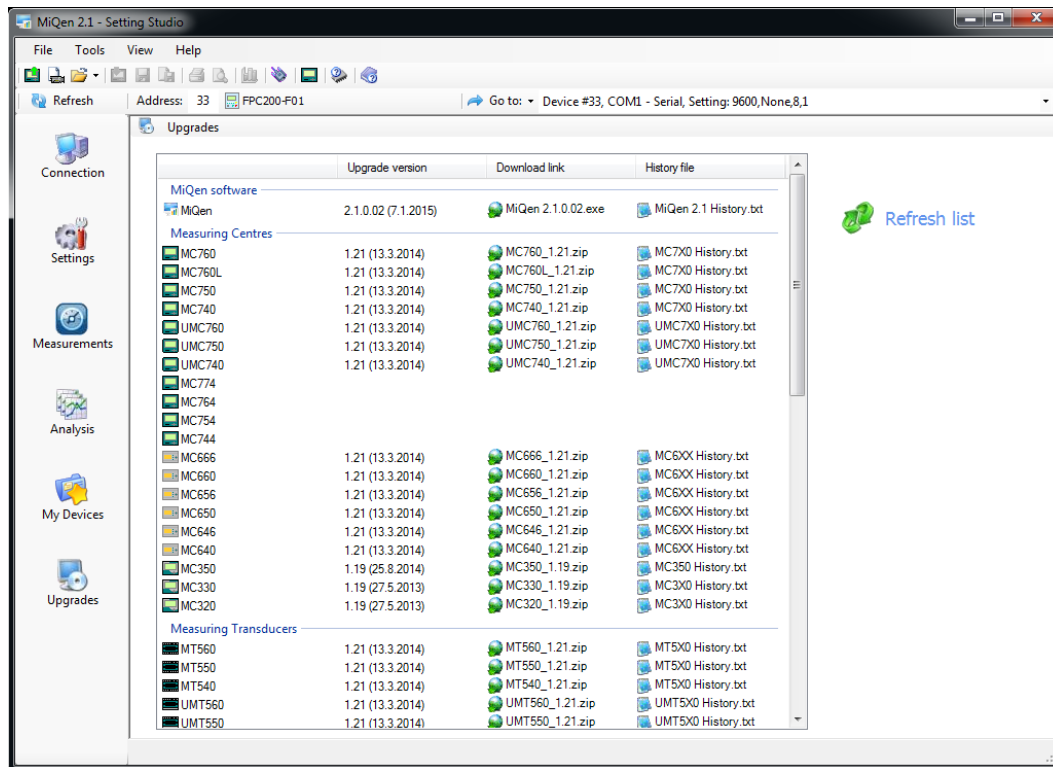 MiQen 2.1 - Setting Studio
File Tools View Help
Refresh Address: 33 FPC200-F01 Go to: Device #33, COM1 - Serial, Setting: 9600,None,8,1
Connection
Settings
Measurements
Analysis
My Devices
Upgrades
Upgrades
Upgrade version Download link History file
MiQen software
MiQen 2.1.0.02 (7.1.2015) MiQen 2.1.0.02.exe MiQen 2.1 History.txt
Measuring Centres
MC760 1.21 (13.3.2014) MC760_1.21.zip MC7X0 History.txt
MC760L 1.21 (13.3.2014) MC760L_1.21.zip MC7X0 History.txt
MC750 1.21 (13.3.2014) MC750_1.21.zip MC7X0 History.txt
MC740 1.21 (13.3.2014) MC740_1.21.zip MC7X0 History.txt
UMC760 1.21 (13.3.2014) UMC760_1.21.zip UMC7X0 History.txt
UMC750 1.21 (13.3.2014) UMC750_1.21.zip UMC7X0 History.txt
UMC740 1.21 (13.3.2014) UMC740_1.21.zip UMC7X0 History.txt
MC774
MC764
MC754
MC744
MC666 1.21 (13.3.2014) MC666_1.21.zip MC6XX History.txt
MC660 1.21 (13.3.2014) MC660_1.21.zip MC6XX History.txt
MC656 1.21 (13.3.2014) MC656_1.21.zip MC6XX History.txt
MC650 1.21 (13.3.2014) MC650_1.21.zip MC6XX History.txt
MC646 1.21 (13.3.2014) MC646_1.21.zip MC6XX History.txt
MC640 1.21 (13.3.2014) MC640_1.21.zip MC6XX History.txt
MC350 1.19 (25.8.2014) MC350_1.19.zip MC350 History.txt
MC330 1.19 (27.5.2013) MC330_1.19.zip MC3X0 History.txt
MC320 1.19 (27.5.2013) MC320_1.19.zip MC3X0 History.txt
Measuring Transducers
MT560 1.21 (13.3.2014) MT560_1.21.zip MT5X0 History.txt
MT550 1.21 (13.3.2014) MT550_1.21.zip MT5X0 History.txt
MT540 1.21 (13.3.2014) MT540_1.21.zip MT5X0 History.txt
UMT560 1.21 (13.3.2014) UMT560_1.21.zip UMT5X0 History.txt
UMT550 1.21 (13.3.2014) UMT550_1.21.zip UMT5X0 History.txt
Refresh list